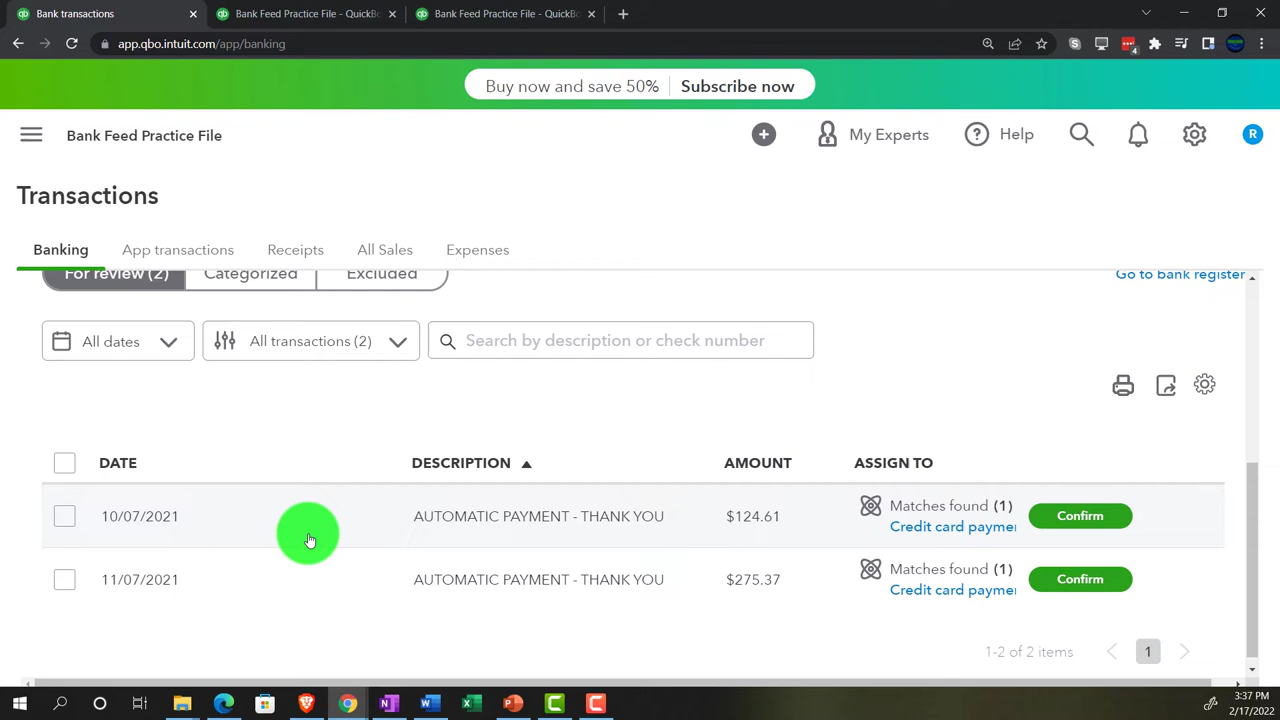 Bank transactions
Bank Feed Practice File - QuickBo
Bank Feed Practice File - QuickBo
app.qbo.intuit.com/app/banking
4
Buy now and save 50% Subscribe now
Bank Feed Practice File
My Experts
Help
R
Transactions
Banking
App transactions
Receipts
All Sales
Expenses
For review (2)
Categorized
Excluded
Go to bank register
All dates
All transactions (2)
Search by description or check number
DATE DESCRIPTION AMOUNT ASSIGN TO
10/07/2021 AUTOMATIC PAYMENT - THANK YOU $124.61 Matches found (1) Confirm
Credit card paymen
11/07/2021 AUTOMATIC PAYMENT - THANK YOU $275.37 Matches found (1) Confirm
Credit card paymen
1-2 of 2 items
1
3:37 PM
2/17/2022